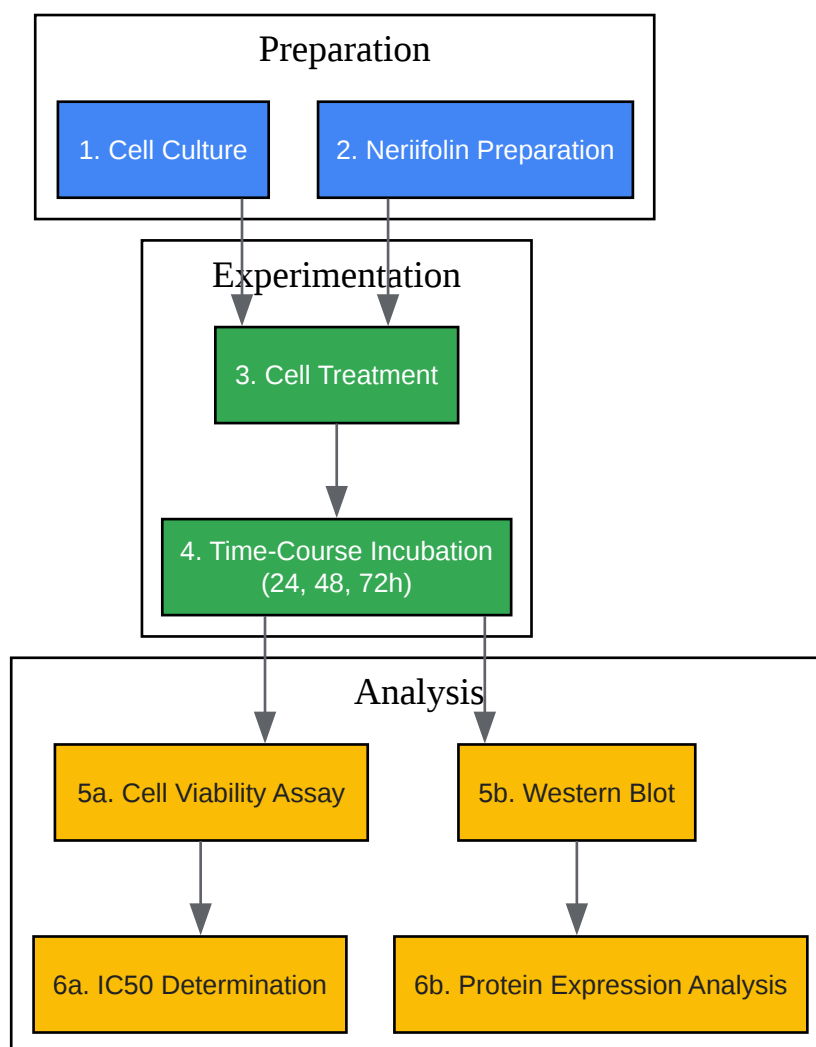 Preparation
1. Cell Culture
2. Neriifolin Preparation
Experimentation
3. Cell Treatment
4. Time-Course Incubation
(24, 48, 72h)
Analysis
5a. Cell Viability Assay
5b. Western Blot
6a. IC50 Determination
6b. Protein Expression Analysis